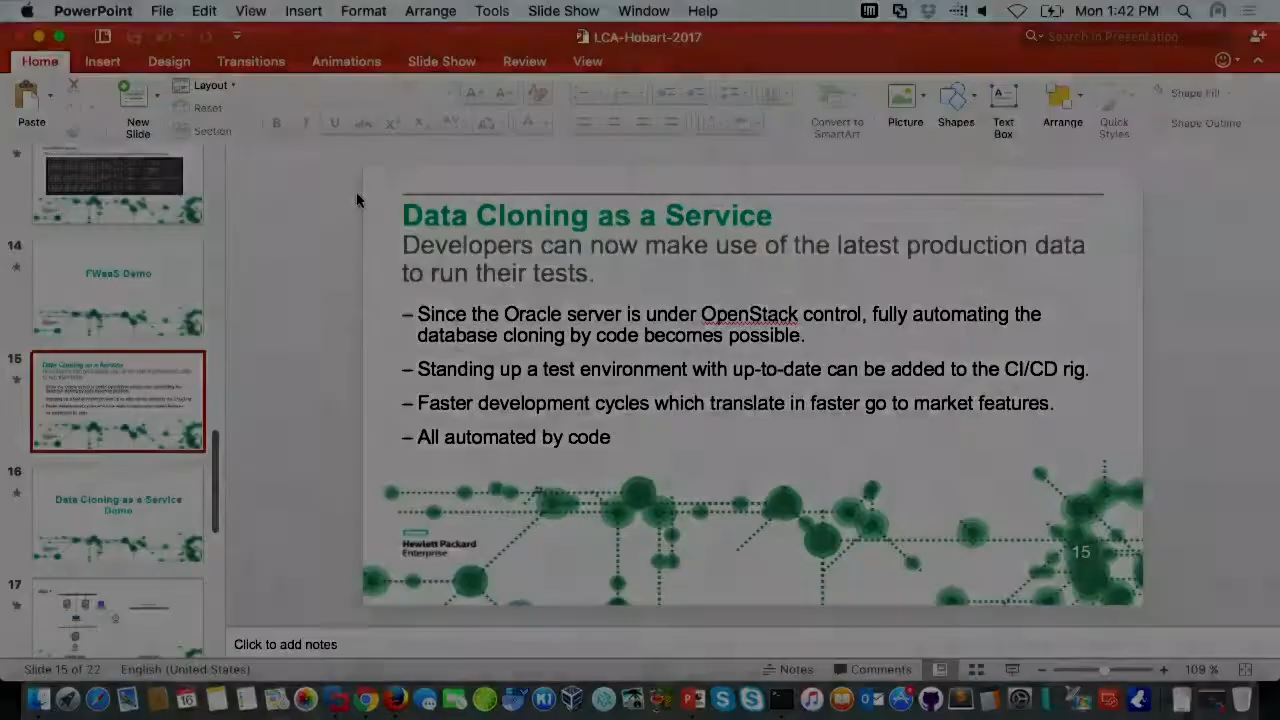 PowerPoint File Edit View Insert Format Arrange Tools Slide Show Window Help Mon 1:42 PM
LCA-Hobart-2017
Search in Presentation
Home Insert Design Transitions Animations Slide Show Review View
Paste
New
Slide
Layout
Reset
Section
Convert to
SmartArt
Picture
Shapes
Text
Box
Arrange
Quick
Styles
Shape Fill
Shape Outline
14
FWaaS Demo
15
16
Data Cloning as a Service
Demo
17
Data Cloning as a Service
Developers can now make use of the latest production data
to run their tests.
– Since the Oracle server is under OpenStack control, fully automating the
database cloning by code becomes possible.
– Standing up a test environment with up-to-date can be added to the CI/CD rig.
– Faster development cycles which translate in faster go to market features.
– All automated by code
Hewlett Packard
Enterprise
15
Click to add notes
Slide 15 of 22 English (United States) Notes Comments 109 %